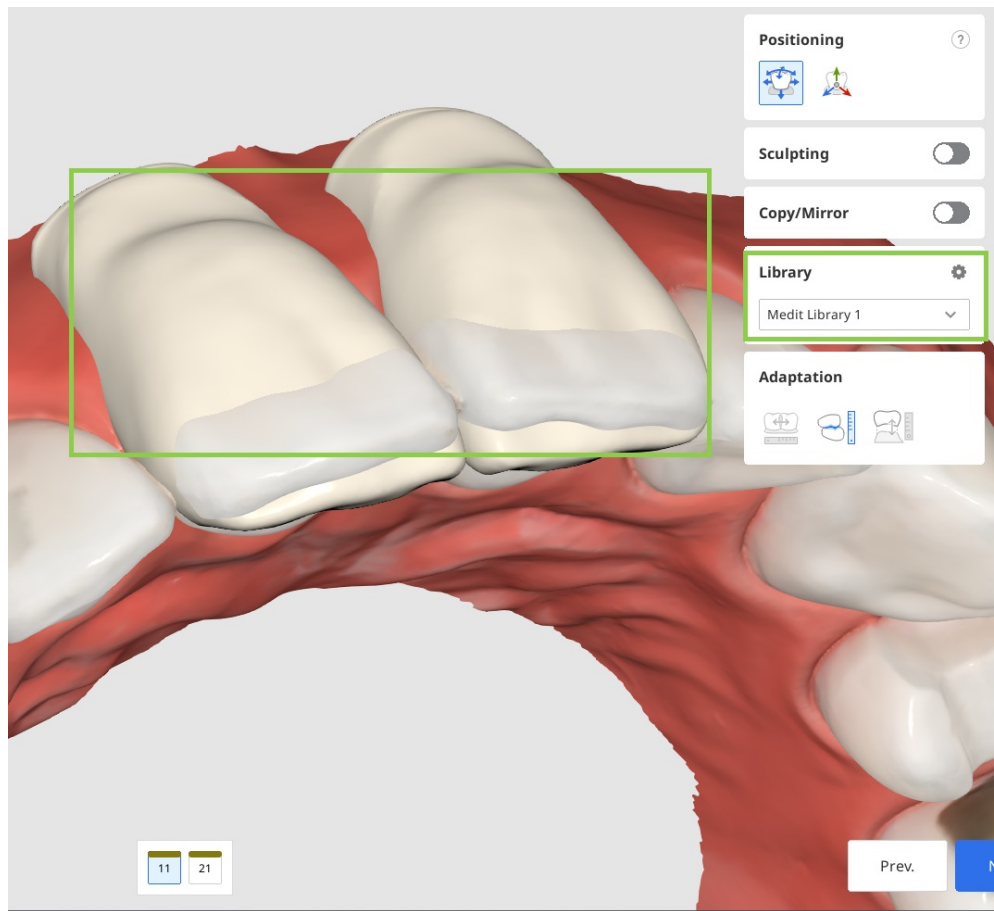 Positioning
?
Sculpting
Copy/Mirror
Library
Medit Library 1
Adaptation
11 21
Prev.
N